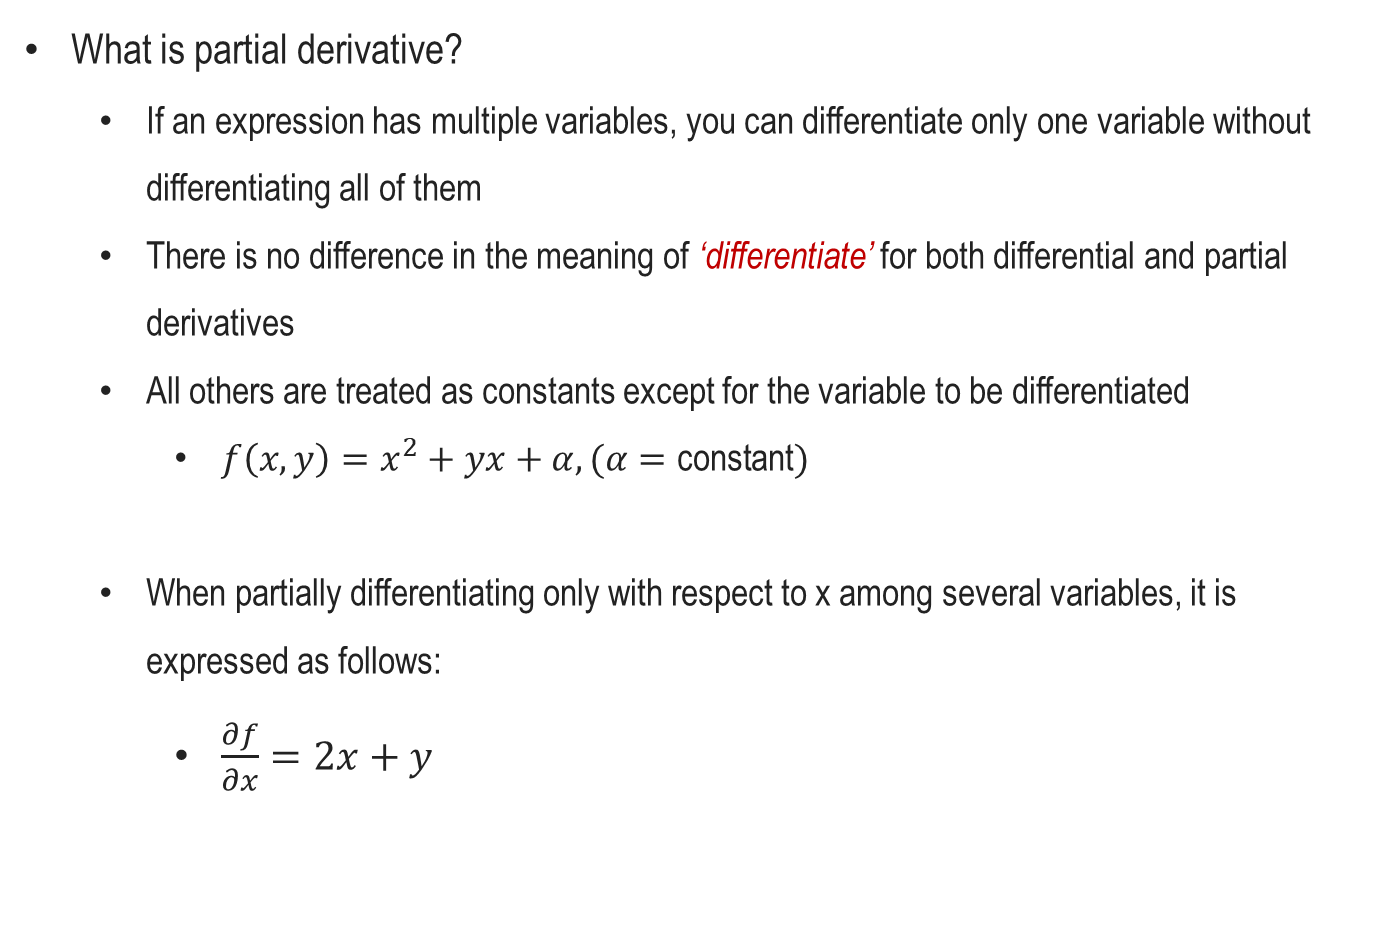 • What is partial derivative?
• If an expression has multiple variables, you can differentiate only one variable without
differentiating all of them
• There is no difference in the meaning of ‘differentiate’ for both differential and partial
derivatives
• All others are treated as constants except for the variable to be differentiated
• 𝑓(𝑥, 𝑦) = 𝑥² + 𝑦𝑥 + 𝛼, (𝛼 = constant)
• When partially differentiating only with respect to x among several variables, it is
expressed as follows:
• ∂𝑓/∂𝑥 = 2𝑥 + 𝑦